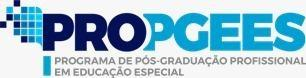 PROPGEES
PROGRAMA DE PÓS-GRADUAÇÃO PROFISSIONAL
EM EDUCAÇÃO ESPECIAL